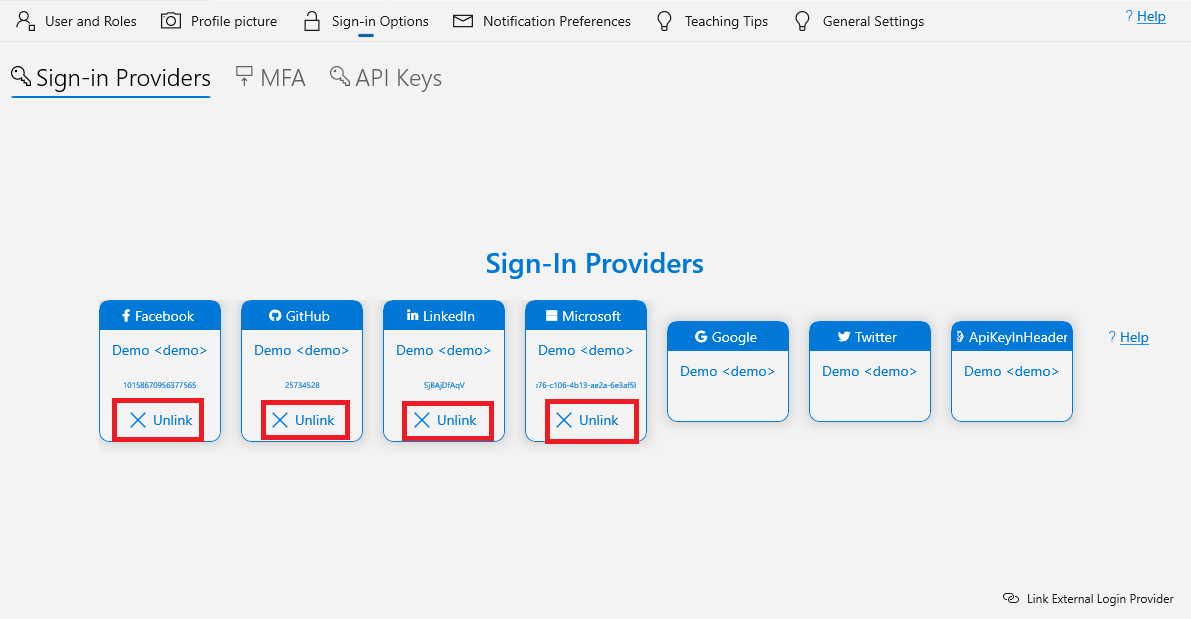 User and Roles
Profile picture
Sign-in Options
Notification Preferences
Teaching Tips
General Settings
? Help
Sign-in Providers
MFA
API Keys
Sign-In Providers
Facebook
Demo <demo>
10158670956377565
Unlink
GitHub
Demo <demo>
25734528
Unlink
LinkedIn
Demo <demo>
SjBAjDfAqV
Unlink
Microsoft
Demo <demo>
76-c106-4b13-ae2a-6e3af5
Unlink
Google
Demo <demo>
Twitter
Demo <demo>
ApiKeyInHeader
Demo <demo>
? Help
Link External Login Provider